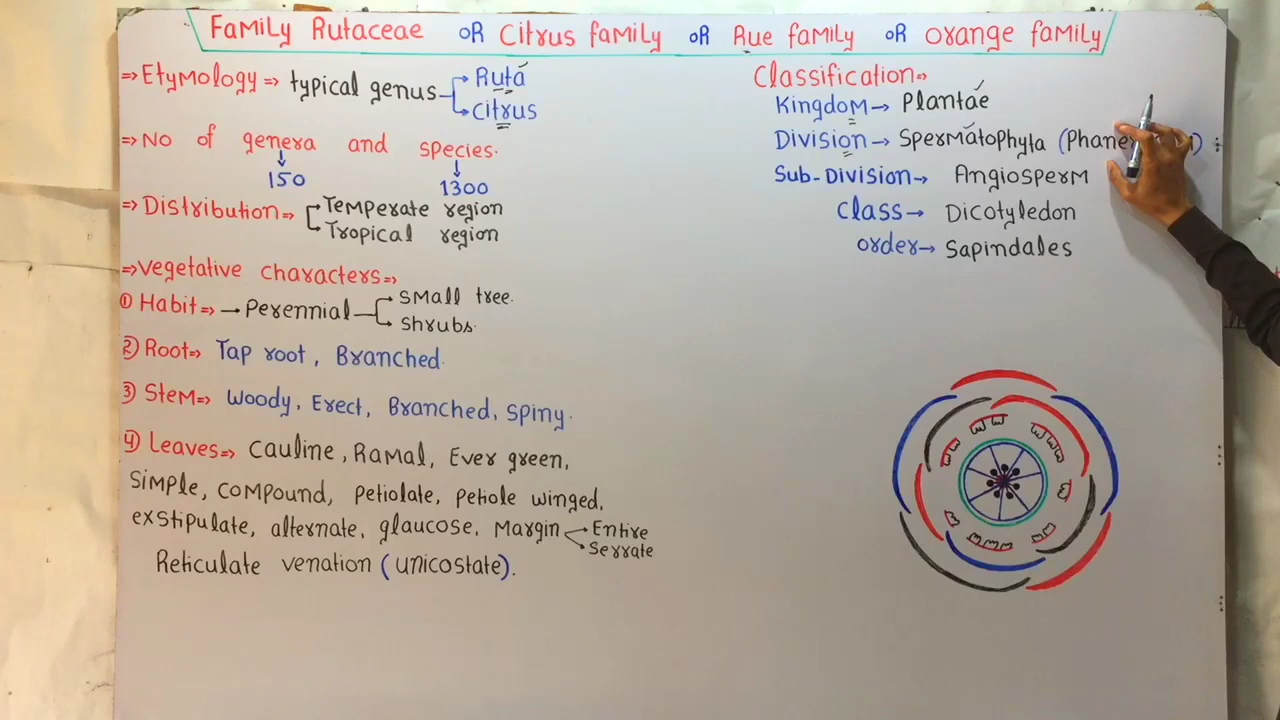 Family Rutaceae OR Citrus family OR Rue family OR orange family
⇒ Etymology ⇒ typical genus Ruta
Citrus
⇒ No of genera and species.
150 1300
⇒ Distribution ⇒ Temperate region
Tropical region
⇒ Vegetative characters ⇒
① Habit ⇒ → Perennial small tree.
shrubs.
② Root ⇒ Tap root, Branched.
③ Stem ⇒ woody, Erect, Branched, spiny.
④ Leaves ⇒ cauline, Ramal, Ever green,
simple, compound, petiolate, petiole winged,
exstipulate, alternate, glaucose, Margin Entire
Serrate
Reticulate venation (unicostate).
Classification ⇒
Kingdom → Plantae
Division → Spermatophyta
Sub-Division → Angiosperm
Class → Dicotyledon
order → Sapindales